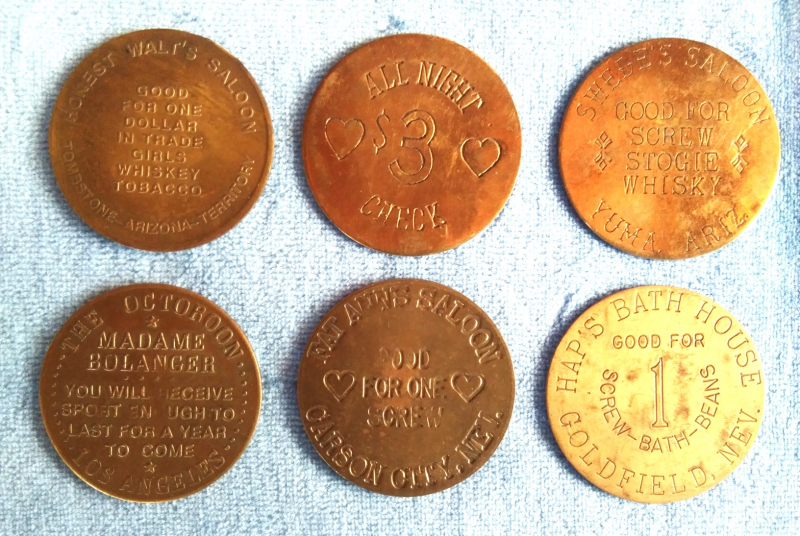 HONEST WALT'S SALOON
GOOD
FOR ONE
DOLLAR
IN TRADE
GIRLS
WHISKEY
TOBACCO
TOMBSTONE-ARIZONA-TERRITORY
ALL NIGHT
$3
CHECK
SWEBE'S SALOON
GOOD FOR
SCREW
STOGIE
WHISKY
YUMA, ARIZ.
THE OCTOROON
MADAME
BOLANGER
YOU WILL RECEIVE
SPORT EN UGH TO
LAST FOR A YEAR
TO COME
LOS ANGELES
SALOON
GOOD
FOR ONE
SCREW
CARSON CITY, NEV.
HAP'S BATH HOUSE
GOOD FOR
1
SCREW-BATH-BEANS
GOLDFIELD, NEV.